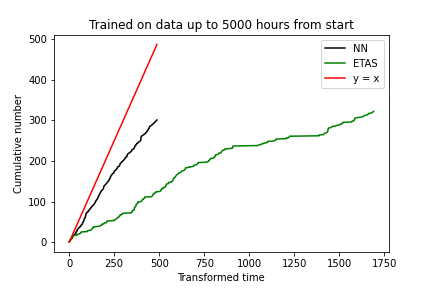 Trained on data up to 5000 hours from start
500
400
300
200
100
0
Cumulative number
NN
ETAS
y = x
0 250 500 750 1000 1250 1500 1750
Transformed time